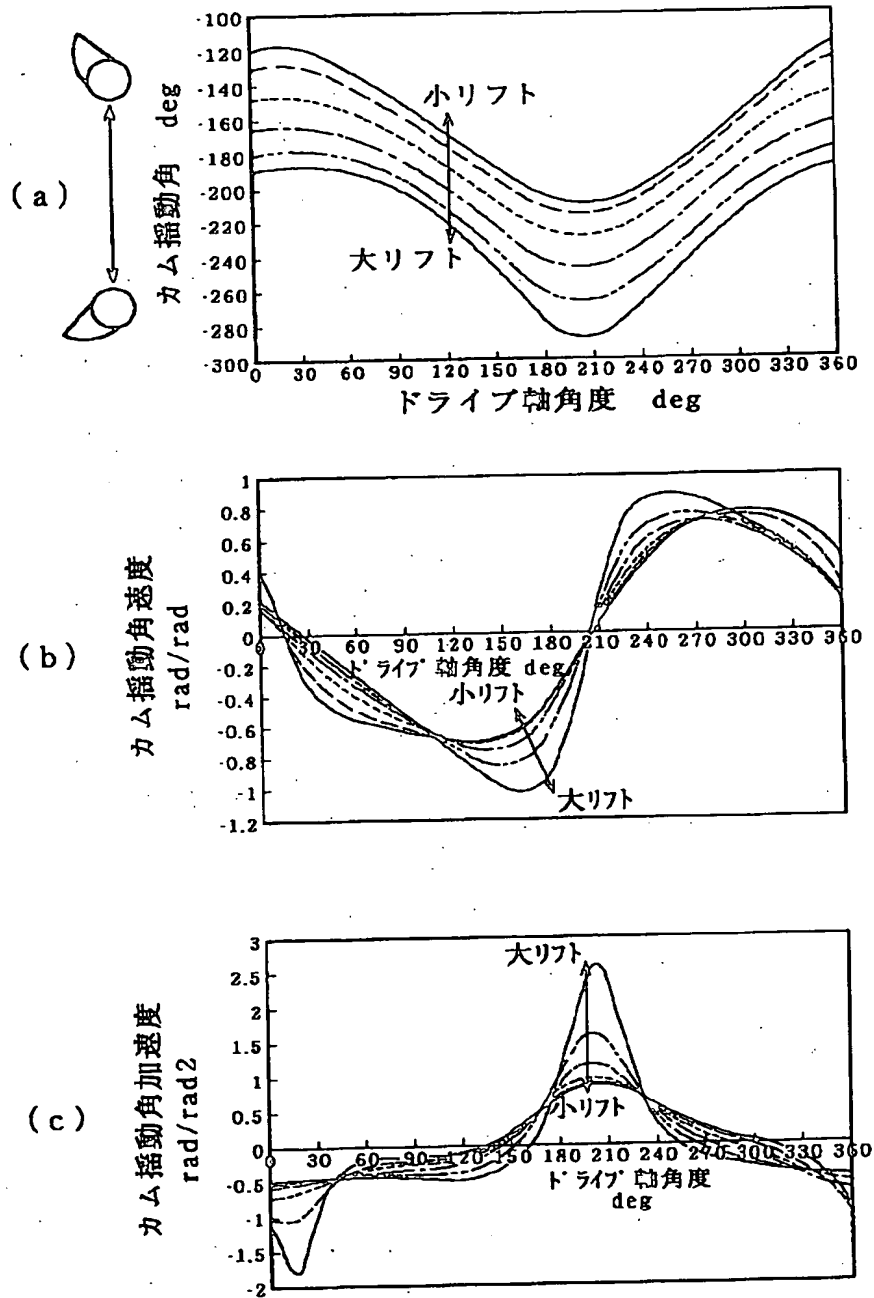 (a)
カム揺動角 deg
-100
-120
-140
-160
-180
-200
-220
-240
-260
-280
-300
小リフト
大リフト
0 30 60 90 120 150 180 210 240 270 300 330 360
ドライブ軸角度 deg
(b)
カム揺動角速度
rad/rad
1
0.8
0.6
0.4
0.2
0
-0.2
-0.4
-0.6
-0.8
-1
-1.2
0 30 60 90 120 150 180 210 240 270 300 330 360
ドライブ軸角度 deg
小リフト
大リフト
(c)
カム揺動角加速度
rad/rad2
3
2.5
2
1.5
1
0.5
0
-0.5
-1
-1.5
-2
大リフト
小リフト
0 30 60 90 120 150 180 210 240 270 300 330 360
ドライブ軸角度
deg